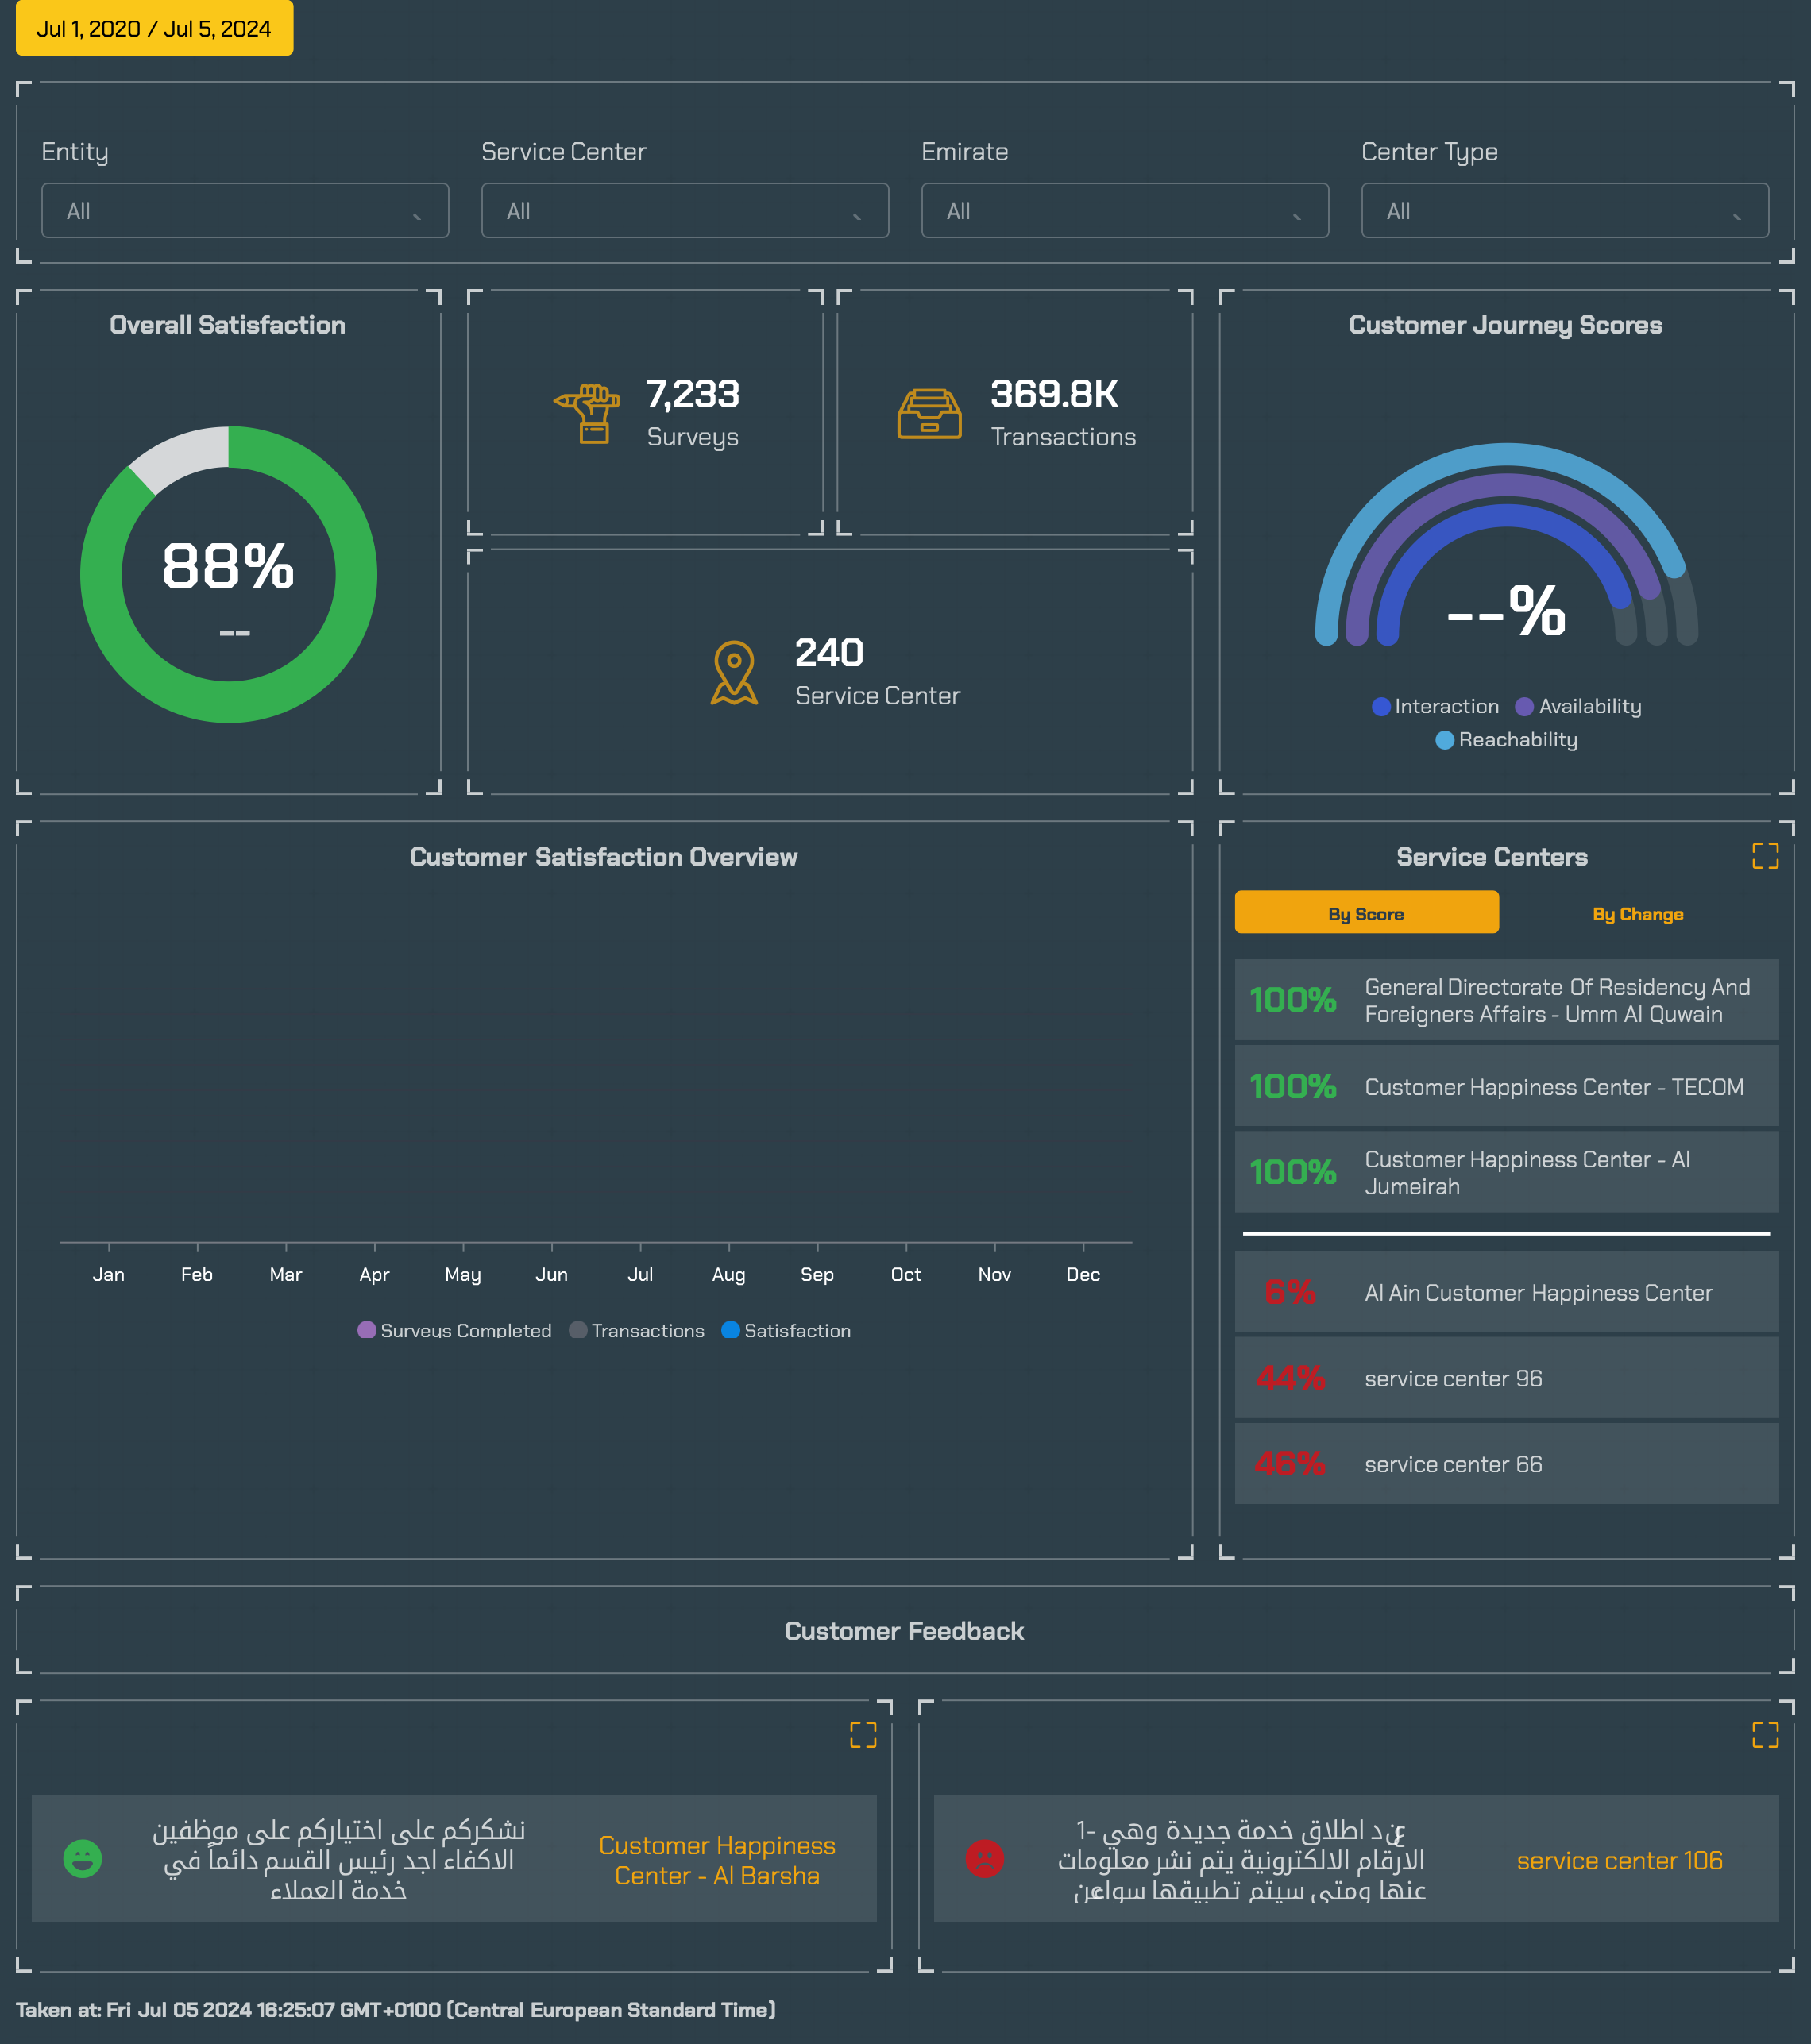 Jul 1, 2020 / Jul 5, 2024
Entity
Service Center
Emirate
Center Type
All
All
All
All
Overall Satisfaction
88%
--
7,233
Surveys
369.8K
Transactions
240
Service Center
Customer Journey Scores
--%
Interaction
Availability
Reachability
Customer Satisfaction Overview
Jan
Feb
Mar
Apr
May
Jun
Jul
Aug
Sep
Oct
Nov
Dec
Surveys Completed
Transactions
Satisfaction
Service Centers
By Score
By Change
100%
General Directorate Of Residency And
Foreigners Affairs - Umm Al Quwain
100%
Customer Happiness Center - TECOM
100%
Customer Happiness Center - Al
Jumeirah
6%
Al Ain Customer Happiness Center
44%
service center 96
46%
service center 66
Customer Feedback
نشكركم على اختياركم على موظفين
الاكفاء اجد رئيس القسم دائماً في
خدمة العملاء
Customer Happiness
Center - Al Barsha
عند اطلاق خدمة جديدة وهي -1
الارقام الالكترونية يتم نشر معلومات
عنها ومتى سيتم تطبيقها سواء عن
service center 106
Taken at: Fri Jul 05 2024 16:25:07 GMT+0100 (Central European Standard Time)